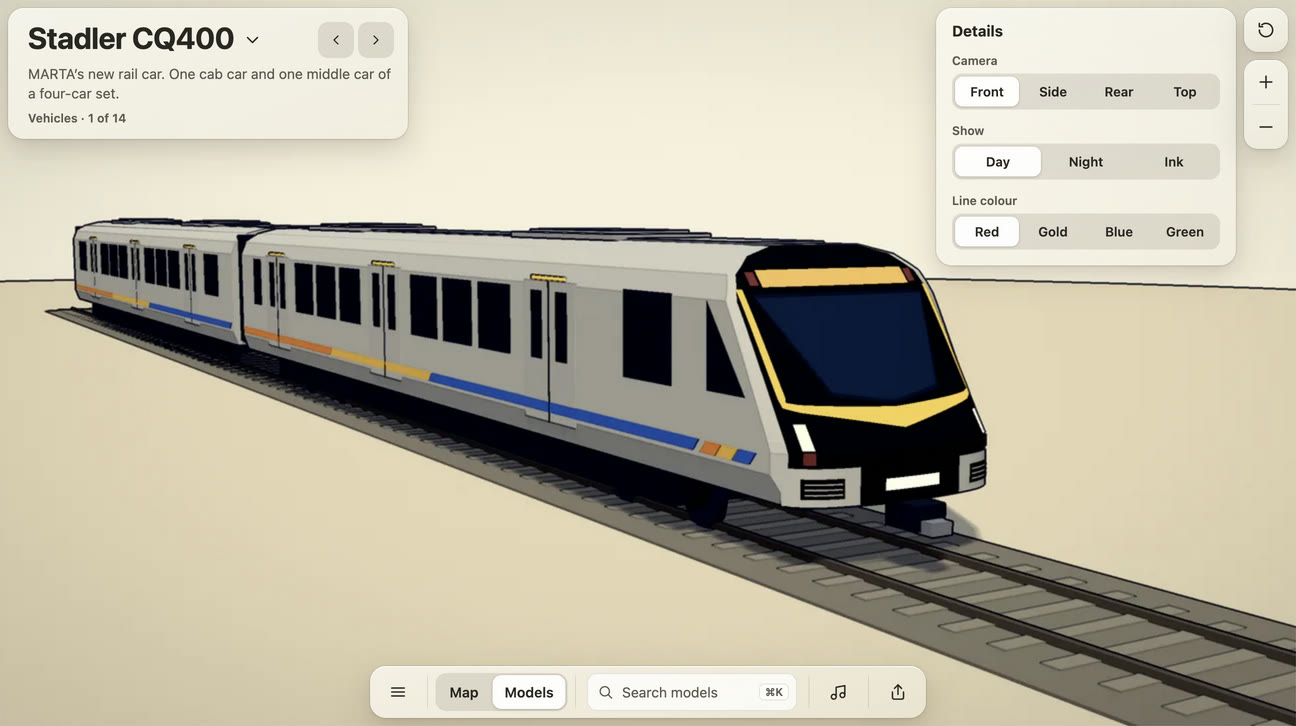 Stadler CQ400
MARTA’s new rail car. One cab car and one middle car of
a four-car set.
Vehicles · 1 of 14
Details
Camera
Front Side Rear Top
Show
Day Night Ink
Line colour
Red Gold Blue Green
Map Models Search models ⌘K